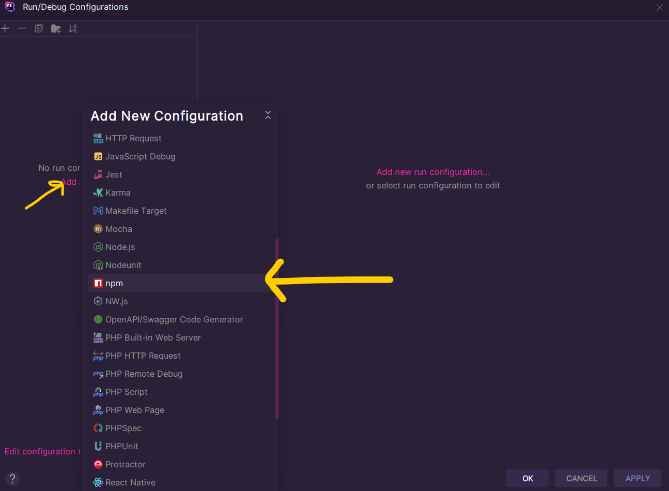 Run/Debug Configurations
Add New Configuration
HTTP Request
JavaScript Debug
Jest
Karma
Makefile Target
Mocha
Node.js
Nodeunit
npm
NW.js
OpenAPI/Swagger Code Generator
PHP Built-in Web Server
PHP HTTP Request
PHP Remote Debug
PHP Script
PHP Web Page
PHPSpec
PHPUnit
Protractor
React Native
No run con
Add
Add new run configuration...
or select run configuration to edit
Edit configuration t
?
OK
CANCEL
APPLY